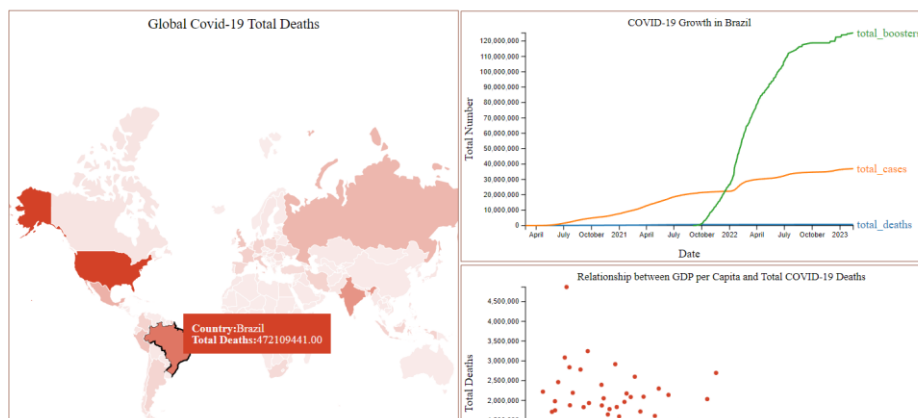 Global Covid-19 Total Deaths
Country:Brazil
Total Deaths:472109441.00
COVID-19 Growth in Brazil
Total Number
120,000,000
110,000,000
100,000,000
90,000,000
80,000,000
70,000,000
60,000,000
50,000,000
40,000,000
30,000,000
20,000,000
10,000,000
0
total_boosters
total_cases
total_deaths
April July October 2021 April July October 2022 April July October 2023
Date
Relationship between GDP per Capita and Total COVID-19 Deaths
Total Deaths
4,500,000
4,000,000
3,500,000
3,000,000
2,500,000
2,000,000